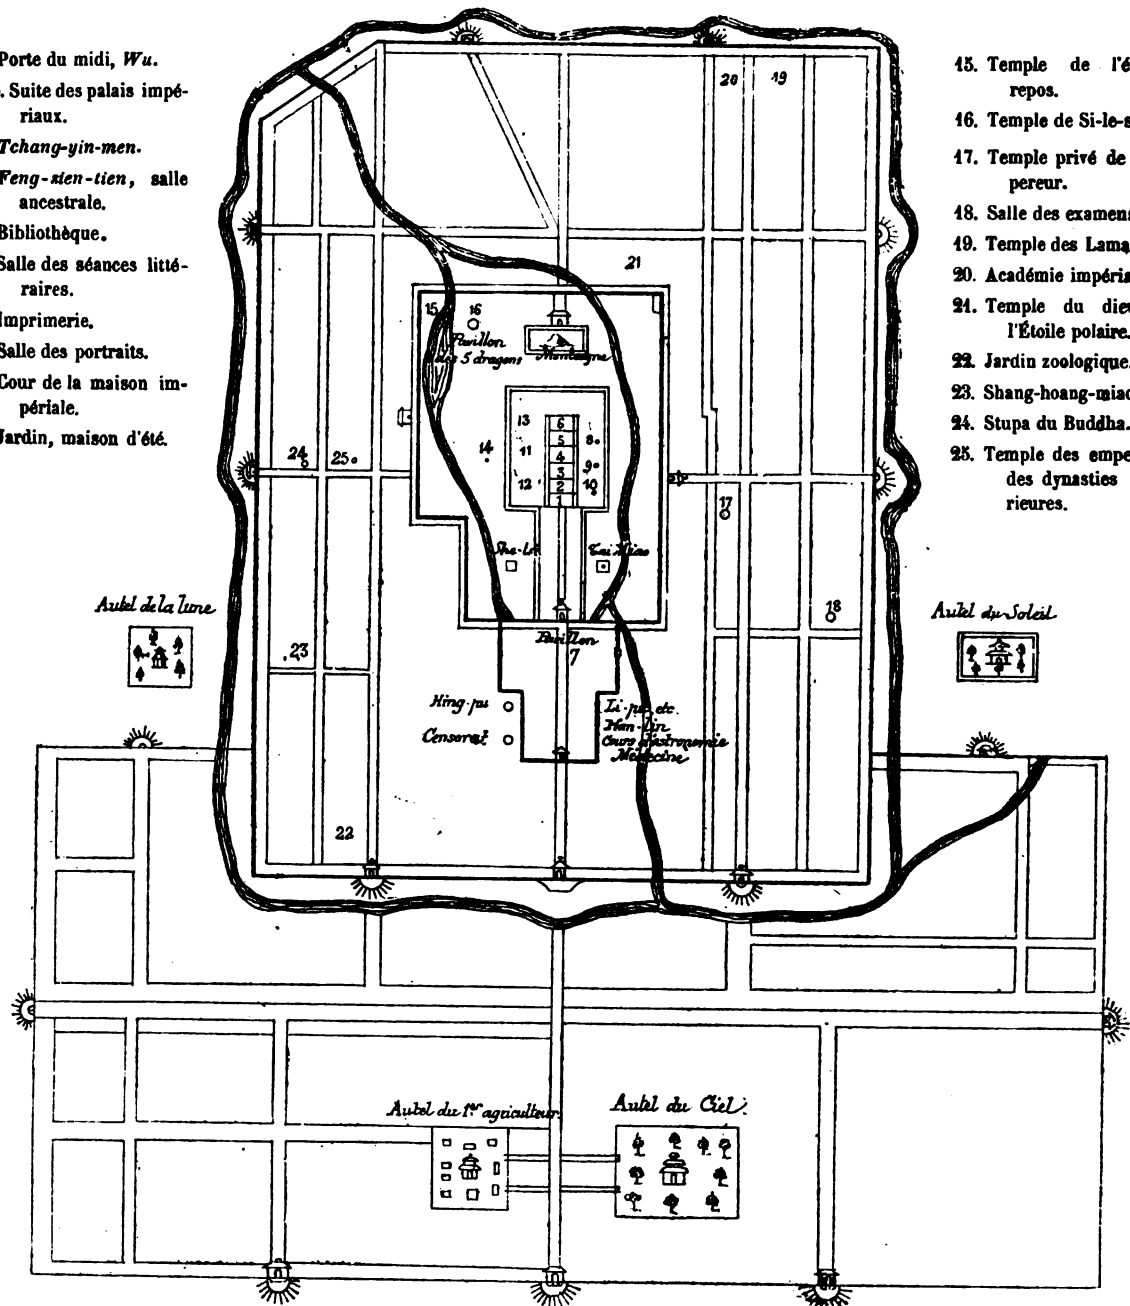 Porte du midi, Wu.
. Suite des palais impé-
riaux.
Tchang-yin-men.
Feng-sien-tien, salle
ancestrale.
Bibliothèque.
Salle des séances litté-
raires.
Imprimerie.
Salle des portraits.
Cour de la maison im-
périale.
Jardin, maison d'été.
15. Temple de l'é
repos.
16. Temple de Si-le-s
17. Temple privé de
pereur.
18. Salle des examens
19. Temple des Lama
20. Académie impéria
21. Temple du dieu
l'Étoile polaire.
22. Jardin zoologique.
23. Shang-hoang-miao
24. Stupa du Buddha.
25. Temple des empe
des dynasties
rieures.
20 19
21
15 16
Pavillon
des 5 dragons
Montagne
13 6
14 11 5 8
4
3 9
12 2 10
1
24 25
17
She-
Tai Miao
18
Autel de la lune
Autel du Soleil
Pavillon
7
23
Hing-pu
Censorat
Li-pu, etc.
Han-lin
Cours d'astronomie
Médecine
22
Autel du 1er agriculteur
Autel du Ciel.